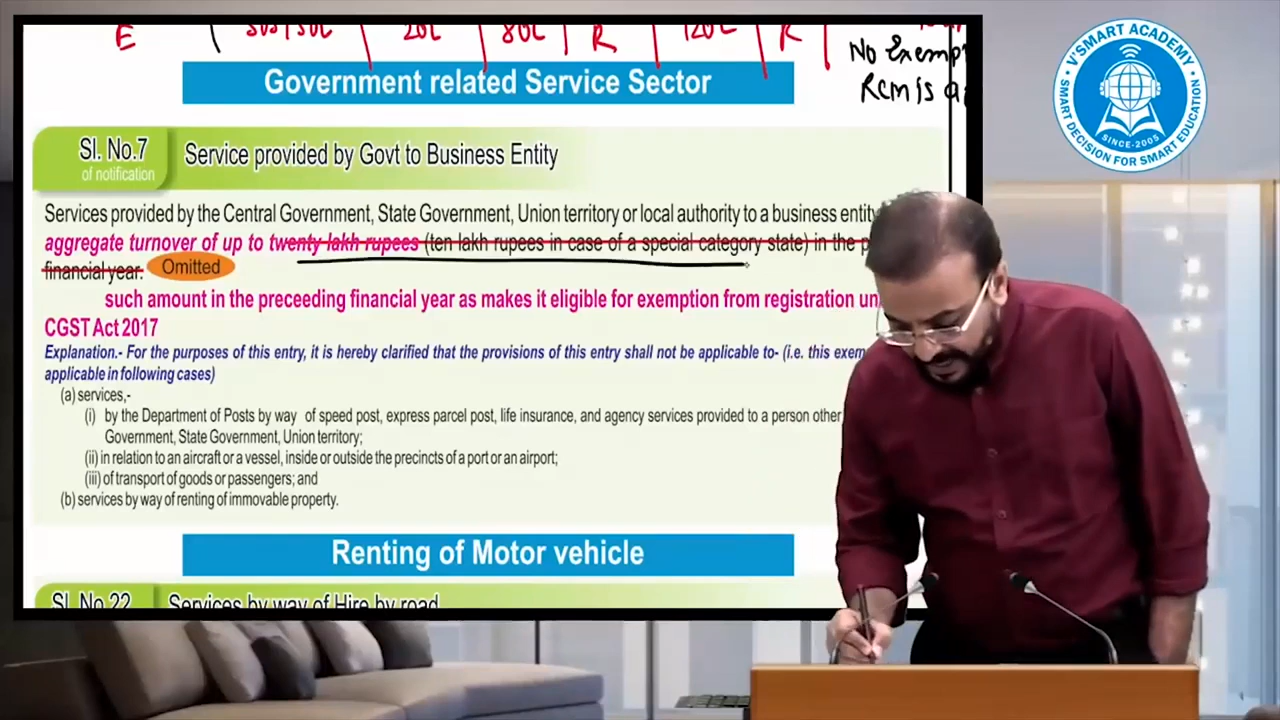 E
20L
80L
R
120L
R
No Exemp
RCM is a
Government related Service Sector
Sl. No.7
of notification
Service provided by Govt to Business Entity
Services provided by the Central Government, State Government, Union territory or local authority to a business entity
aggregate turnover of up to twenty lakh rupees (ten lakh rupees in case of a special category state) in the p
financial year. Omitted
such amount in the preceeding financial year as makes it eligible for exemption from registration un
CGST Act 2017
Explanation.- For the purposes of this entry, it is hereby clarified that the provisions of this entry shall not be applicable to- (i.e. this exem
applicable in following cases)
(a) services,-
(i) by the Department of Posts by way of speed post, express parcel post, life insurance, and agency services provided to a person other
Government, State Government, Union territory;
(ii) in relation to an aircraft or a vessel, inside or outside the precincts of a port or an airport;
(iii) of transport of goods or passengers; and
(b) services by way of renting of immovable property.
Renting of Motor vehicle
Sl. No.22
Services by way of Hire by road
V'SMART ACADEMY
SINCE-2005
SMART DECISION FOR SMART EDUCATION